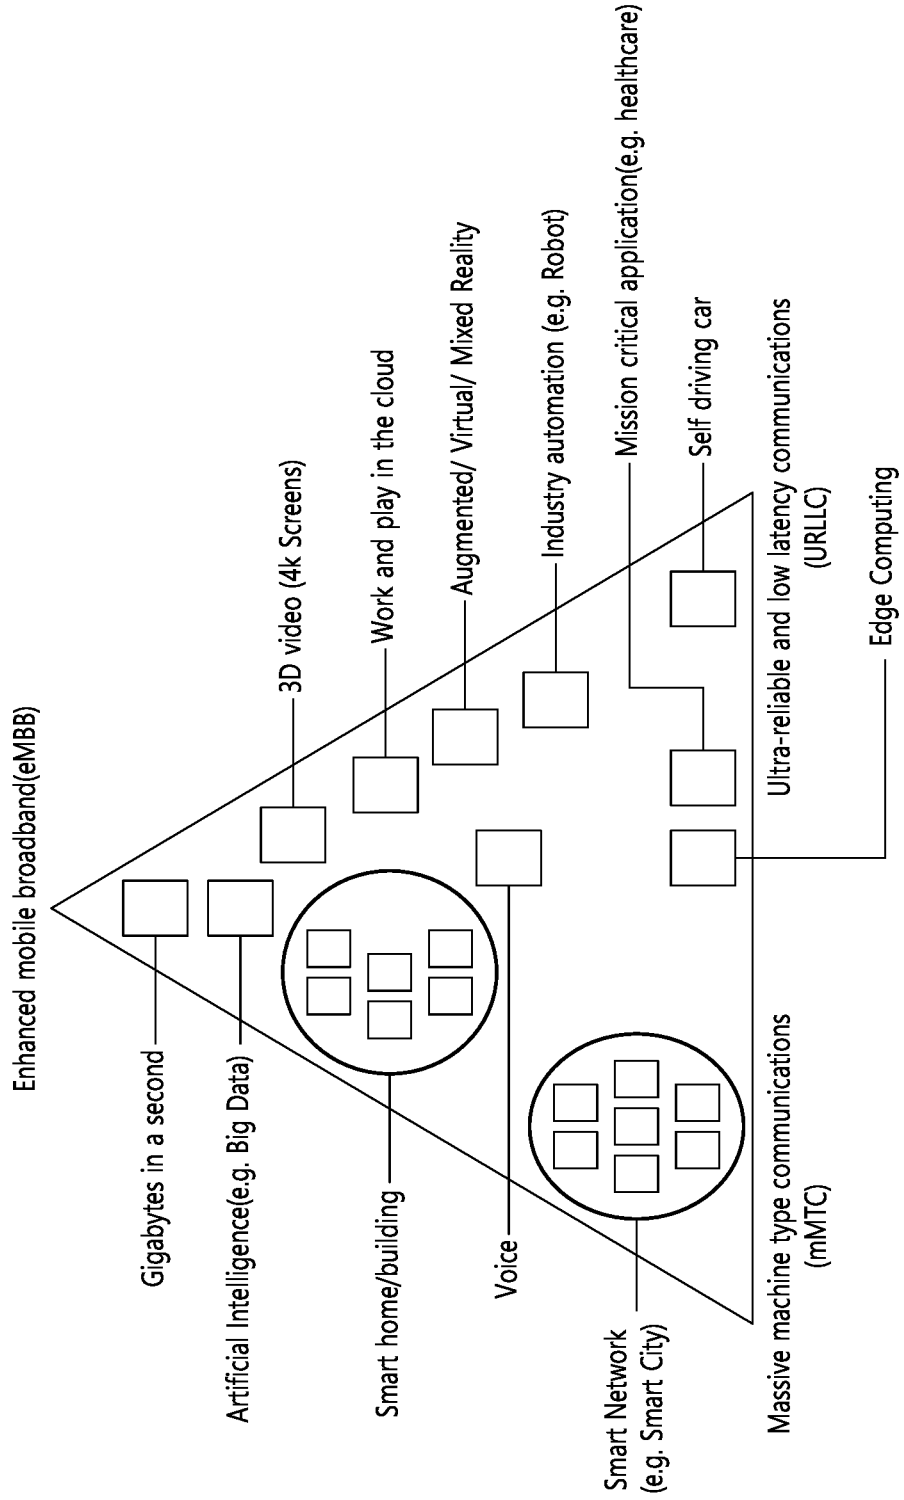 Enhanced mobile broadband(eMBB)
Gigabytes in a second
Artificial Intelligence(e.g. Big Data)
3D video (4k Screens)
Smart home/building
Work and play in the cloud
Augmented/ Virtual/ Mixed Reality
Voice
Industry automation (e.g. Robot)
Smart Network
(e.g. Smart City)
Mission critical application(e.g. healthcare)
Self driving car
Massive machine type communications
(mMTC)
Ultra-reliable and low latency communications
(URLLC)
Edge Computing